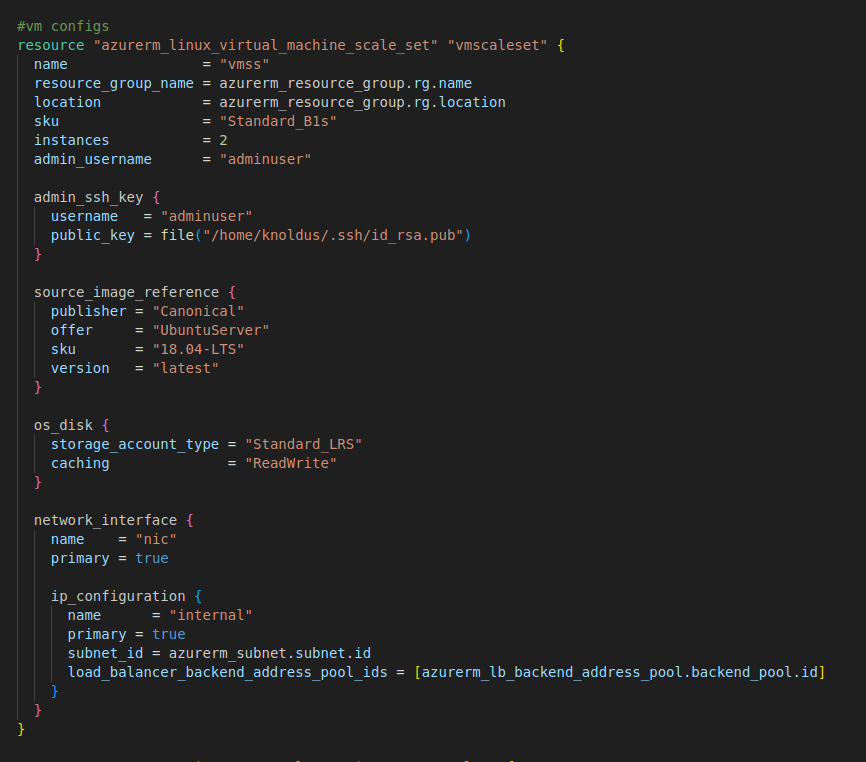 #vm configs
resource "azurerm_linux_virtual_machine_scale_set" "vmscaleset" {
  name                = "vmss"
  resource_group_name = azurerm_resource_group.rg.name
  location            = azurerm_resource_group.rg.location
  sku                 = "Standard_B1s"
  instances           = 2
  admin_username      = "adminuser"

  admin_ssh_key {
    username   = "adminuser"
    public_key = file("/home/knoldus/.ssh/id_rsa.pub")
  }

  source_image_reference {
    publisher = "Canonical"
    offer     = "UbuntuServer"
    sku       = "18.04-LTS"
    version   = "latest"
  }

  os_disk {
    storage_account_type = "Standard_LRS"
    caching              = "ReadWrite"
  }

  network_interface {
    name    = "nic"
    primary = true

    ip_configuration {
      name      = "internal"
      primary = true
      subnet_id = azurerm_subnet.subnet.id
      load_balancer_backend_address_pool_ids = [azurerm_lb_backend_address_pool.backend_pool.id]
    }
  }
}